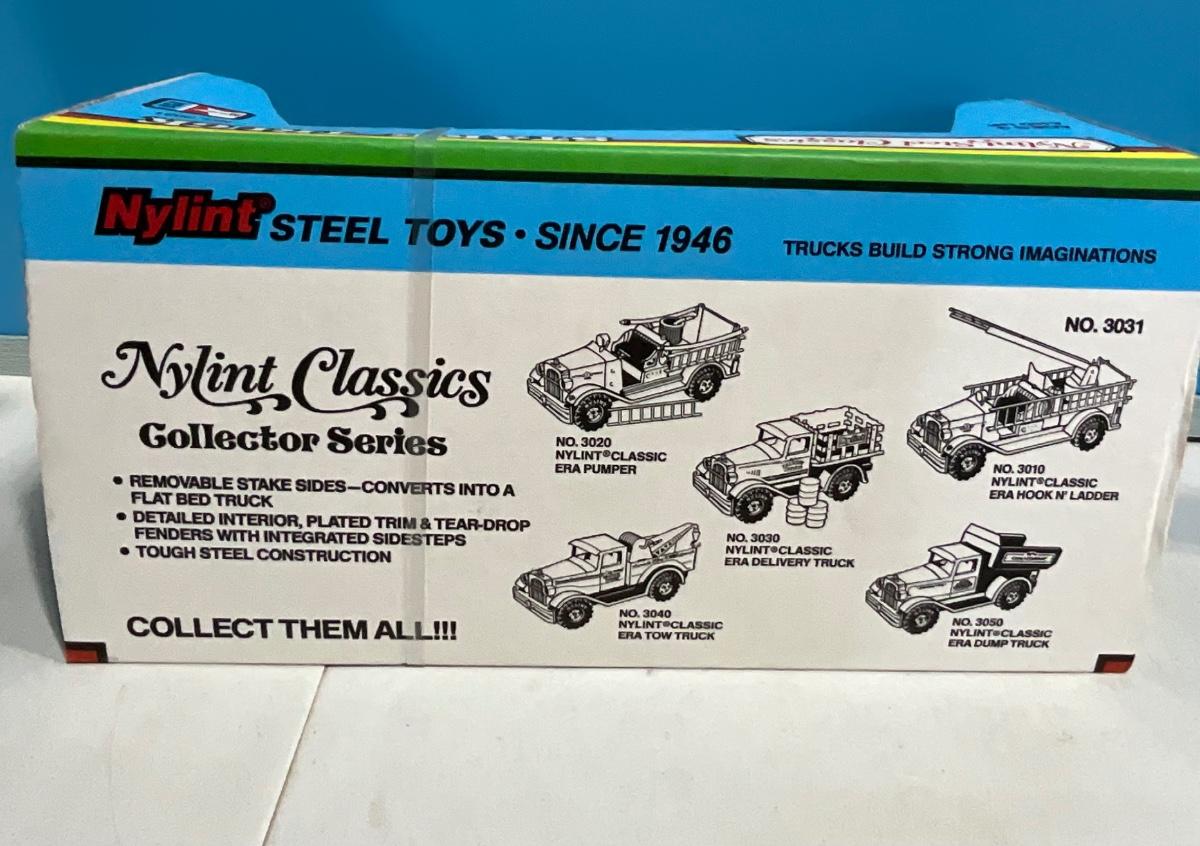 Nylint® STEEL TOYS • SINCE 1946
TRUCKS BUILD STRONG IMAGINATIONS
NO. 3031
Nylint Classics
Collector Series
• REMOVABLE STAKE SIDES—CONVERTS INTO A
FLAT BED TRUCK
• DETAILED INTERIOR, PLATED TRIM & TEAR-DROP
FENDERS WITH INTEGRATED SIDESTEPS
• TOUGH STEEL CONSTRUCTION
COLLECT THEM ALL!!!
NO. 3020
NYLINT® CLASSIC
ERA PUMPER
NO. 3010
NYLINT® CLASSIC
ERA HOOK N' LADDER
NO. 3030
NYLINT® CLASSIC
ERA DELIVERY TRUCK
NO. 3040
NYLINT® CLASSIC
ERA TOW TRUCK
NO. 3050
NYLINT® CLASSIC
ERA DUMP TRUCK